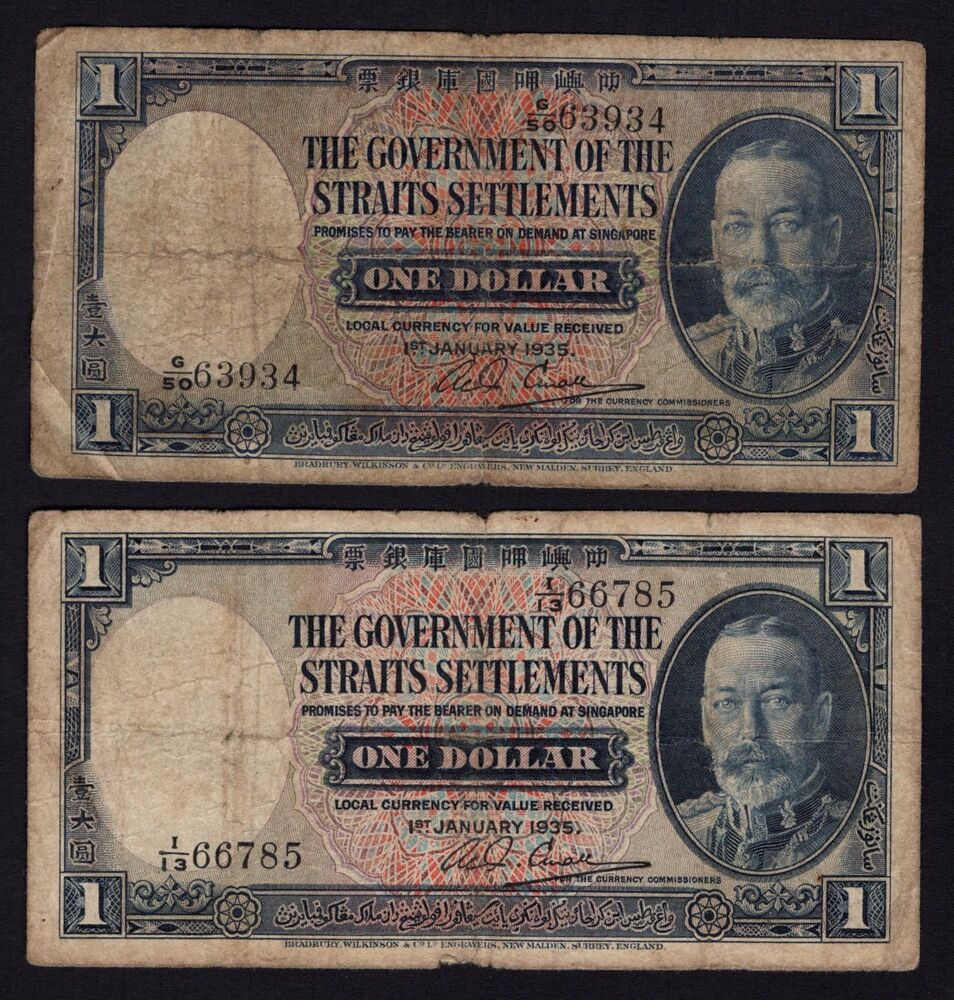 1 票銀庫國呷嶼叻 1
G/50 63934
THE GOVERNMENT OF THE
STRAITS SETTLEMENTS
PROMISES TO PAY THE BEARER ON DEMAND AT SINGAPORE
ONE DOLLAR
LOCAL CURRENCY FOR VALUE RECEIVED
1ST JANUARY 1935.
壹大圓
G/50 63934
FOR THE CURRENCY COMMISSIONERS
1 1
BRADBURY, WILKINSON & Co Ld ENGRAVERS, NEW MALDEN, SURREY, ENGLAND.
1 票銀庫國呷嶼叻 1
I/13 66785
THE GOVERNMENT OF THE
STRAITS SETTLEMENTS
PROMISES TO PAY THE BEARER ON DEMAND AT SINGAPORE
ONE DOLLAR
LOCAL CURRENCY FOR VALUE RECEIVED
1ST JANUARY 1935.
壹大圓
I/13 66785
FOR THE CURRENCY COMMISSIONERS
1 1
BRADBURY, WILKINSON & Co Ld ENGRAVERS, NEW MALDEN, SURREY, ENGLAND.